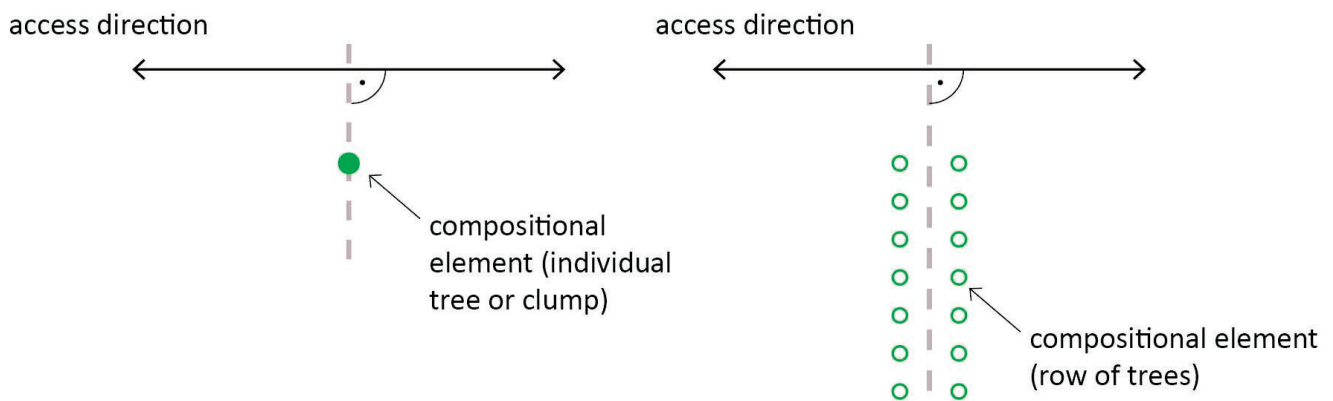 access direction
access direction
compositional
element (individual
tree or clump)
compositional element
(row of trees)